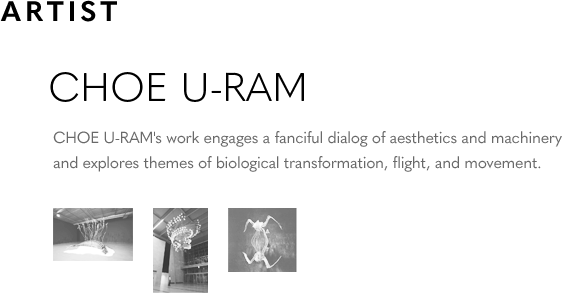 ARTIST
CHOE U-RAM
CHOE U-RAM's work engages a fanciful dialog of aesthetics and machinery
and explores themes of biological transformation, flight, and movement.